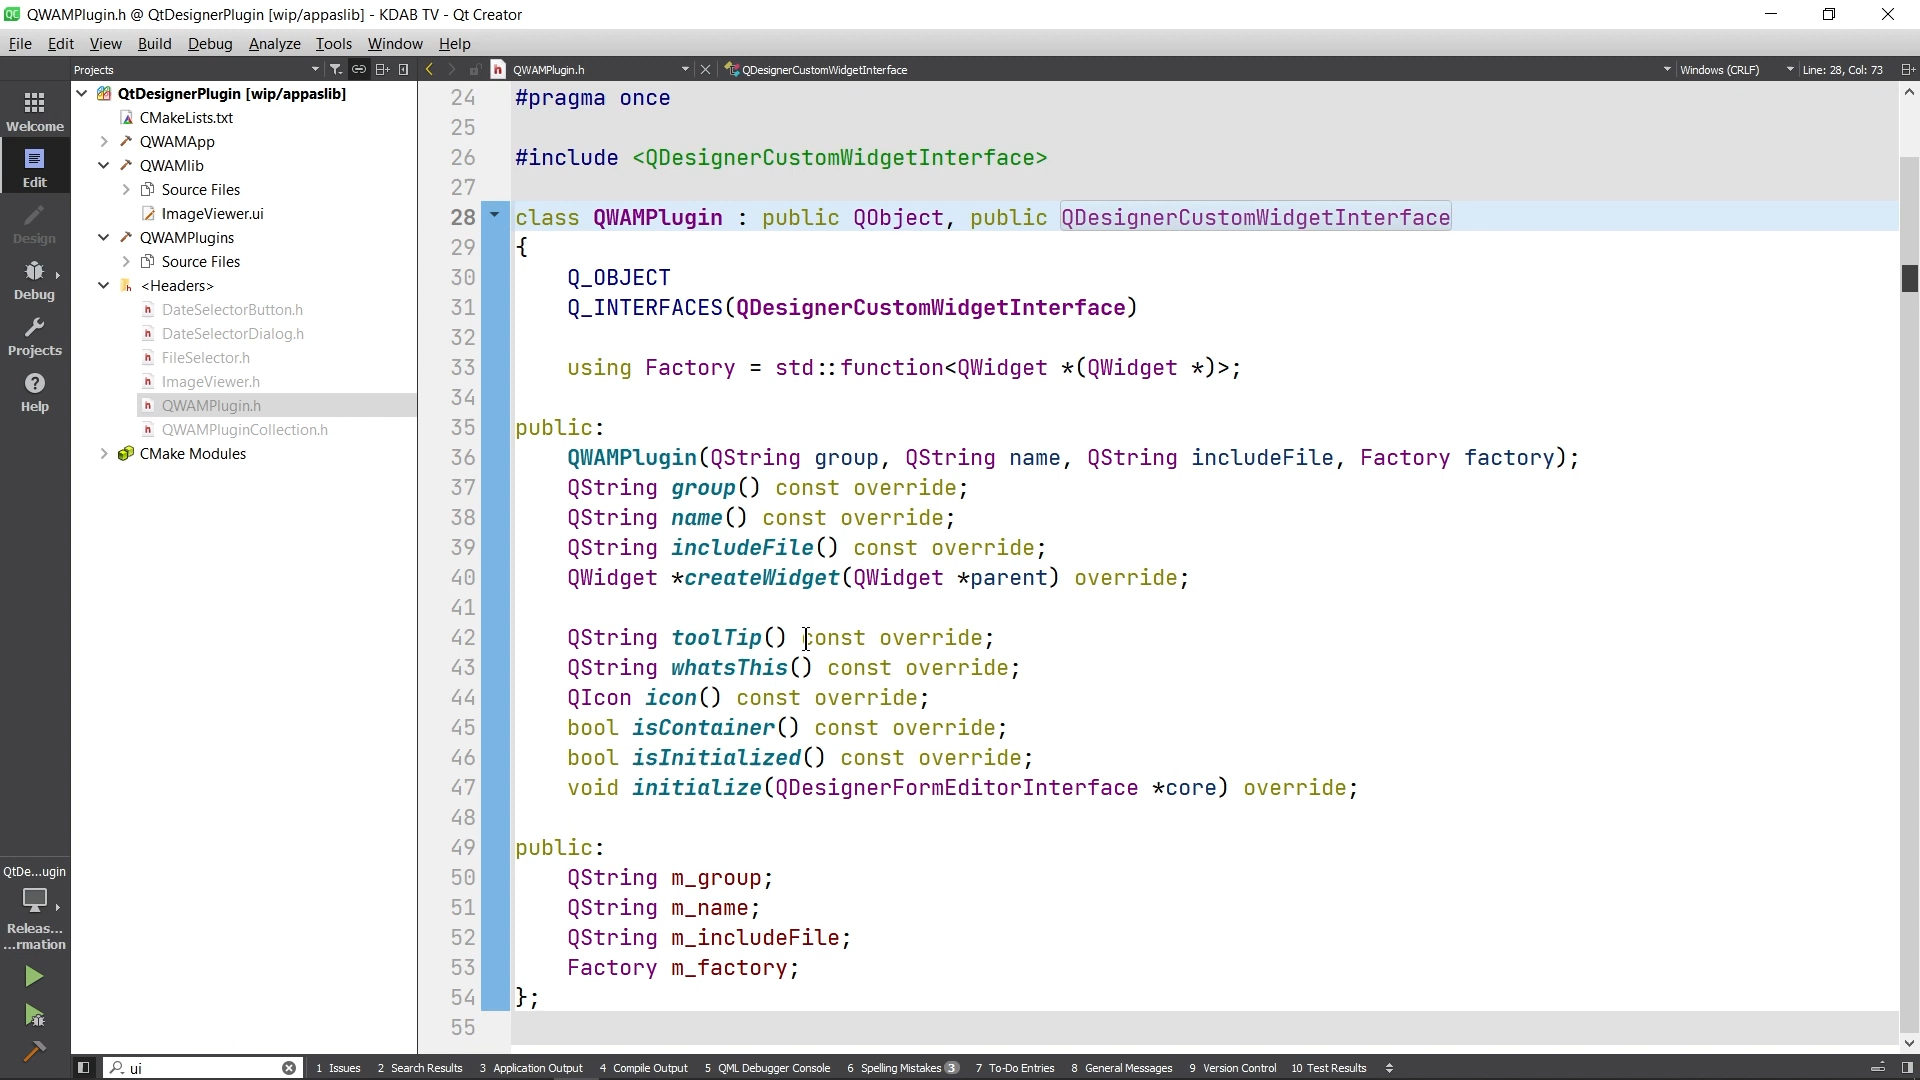 QWAMPlugin.h @ QtDesignerPlugin [wip/appaslib] - KDAB TV - Qt Creator
File Edit View Build Debug Analyze Tools Window Help
Projects
QWAMPlugin.h
QDesignerCustomWidgetInterface
Windows (CRLF)
Line: 28, Col: 73
Welcome
Edit
Design
Debug
Projects
Help
QtDe...ugin
Releas...
...rmation
QtDesignerPlugin [wip/appaslib]
CMakeLists.txt
QWAMApp
QWAMlib
Source Files
ImageViewer.ui
QWAMPlugins
Source Files
<Headers>
DateSelectorButton.h
DateSelectorDialog.h
FileSelector.h
ImageViewer.h
QWAMPlugin.h
QWAMPluginCollection.h
CMake Modules
24 #pragma once
25
26 #include <QDesignerCustomWidgetInterface>
27
28 class QWAMPlugin : public QObject, public QDesignerCustomWidgetInterface
29 {
30     Q_OBJECT
31     Q_INTERFACES(QDesignerCustomWidgetInterface)
32
33     using Factory = std::function<QWidget *(QWidget *)>;
34
35 public:
36     QWAMPlugin(QString group, QString name, QString includeFile, Factory factory);
37     QString group() const override;
38     QString name() const override;
39     QString includeFile() const override;
40     QWidget *createWidget(QWidget *parent) override;
41
42     QString toolTip() const override;
43     QString whatsThis() const override;
44     QIcon icon() const override;
45     bool isContainer() const override;
46     bool isInitialized() const override;
47     void initialize(QDesignerFormEditorInterface *core) override;
48
49 public:
50     QString m_group;
51     QString m_name;
52     QString m_includeFile;
53     Factory m_factory;
54 };
55
ui
1 Issues 2 Search Results 3 Application Output 4 Compile Output 5 QML Debugger Console 6 Spelling Mistakes 3 7 To-Do Entries 8 General Messages 9 Version Control 10 Test Results